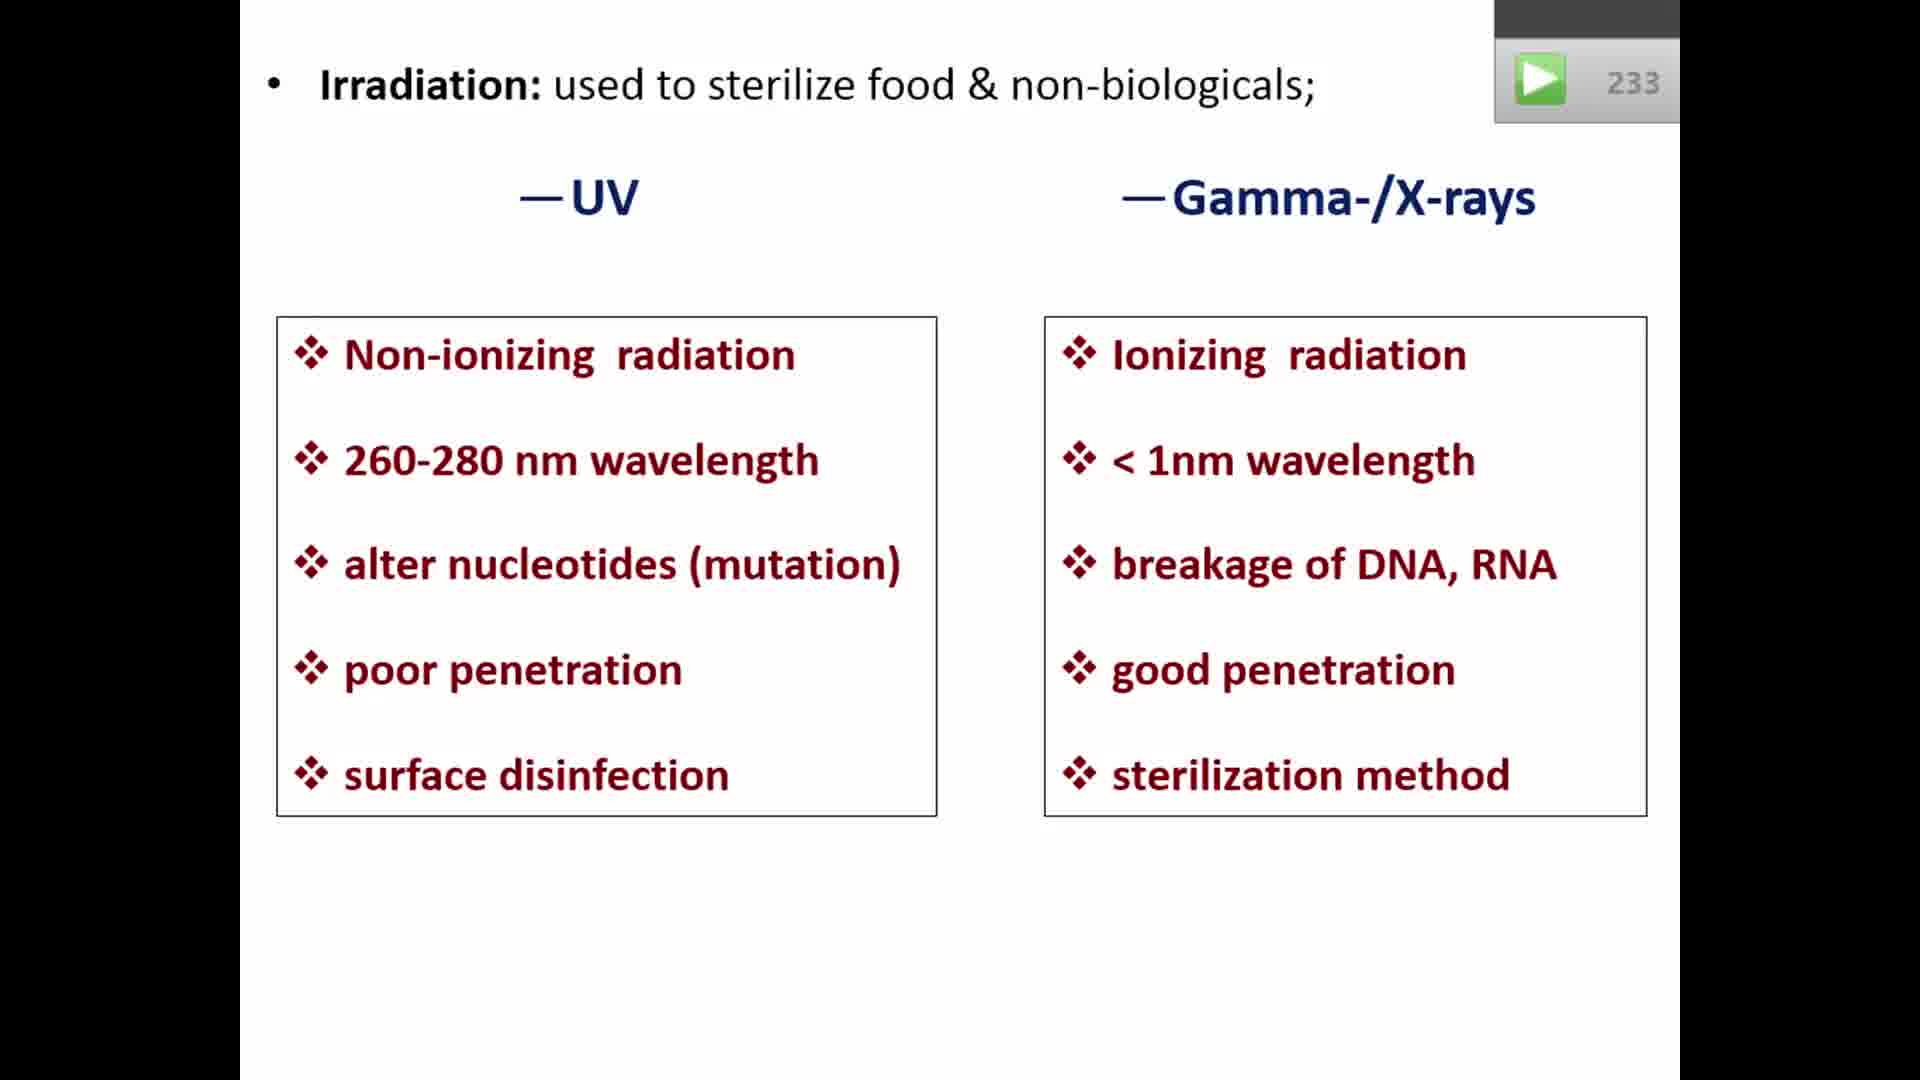 • Irradiation: used to sterilize food & non-biologicals;
233
—UV
—Gamma-/X-rays
❖ Non-ionizing radiation
❖ 260-280 nm wavelength
❖ alter nucleotides (mutation)
❖ poor penetration
❖ surface disinfection
❖ Ionizing radiation
❖ < 1nm wavelength
❖ breakage of DNA, RNA
❖ good penetration
❖ sterilization method